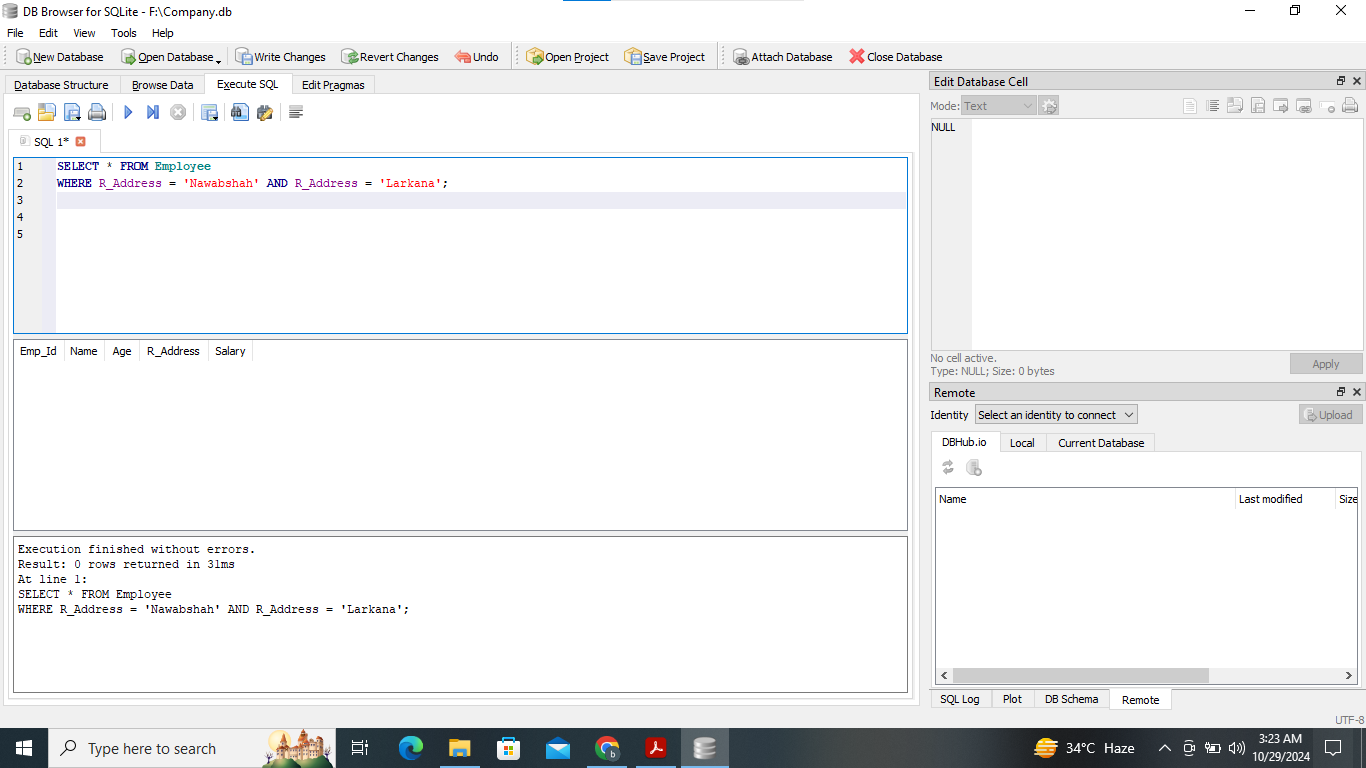 DB Browser for SQLite - F:\Company.db
File Edit View Tools Help
New Database Open Database Write Changes Revert Changes Undo Open Project Save Project Attach Database Close Database
Database Structure Browse Data Execute SQL Edit Pragmas
SQL 1*
1 SELECT * FROM Employee
2 WHERE R_Address = 'Nawabshah' AND R_Address = 'Larkana';
3
4
5
Emp_Id Name Age R_Address Salary
Execution finished without errors.
Result: 0 rows returned in 31ms
At line 1:
SELECT * FROM Employee
WHERE R_Address = 'Nawabshah' AND R_Address = 'Larkana';
Edit Database Cell
Mode: Text
NULL
No cell active.
Type: NULL; Size: 0 bytes
Apply
Remote
Identity Select an identity to connect Upload
DBHub.io Local Current Database
Name Last modified Size
SQL Log Plot DB Schema Remote
UTF-8
Type here to search
b
34°C Haze
3:23 AM
10/29/2024